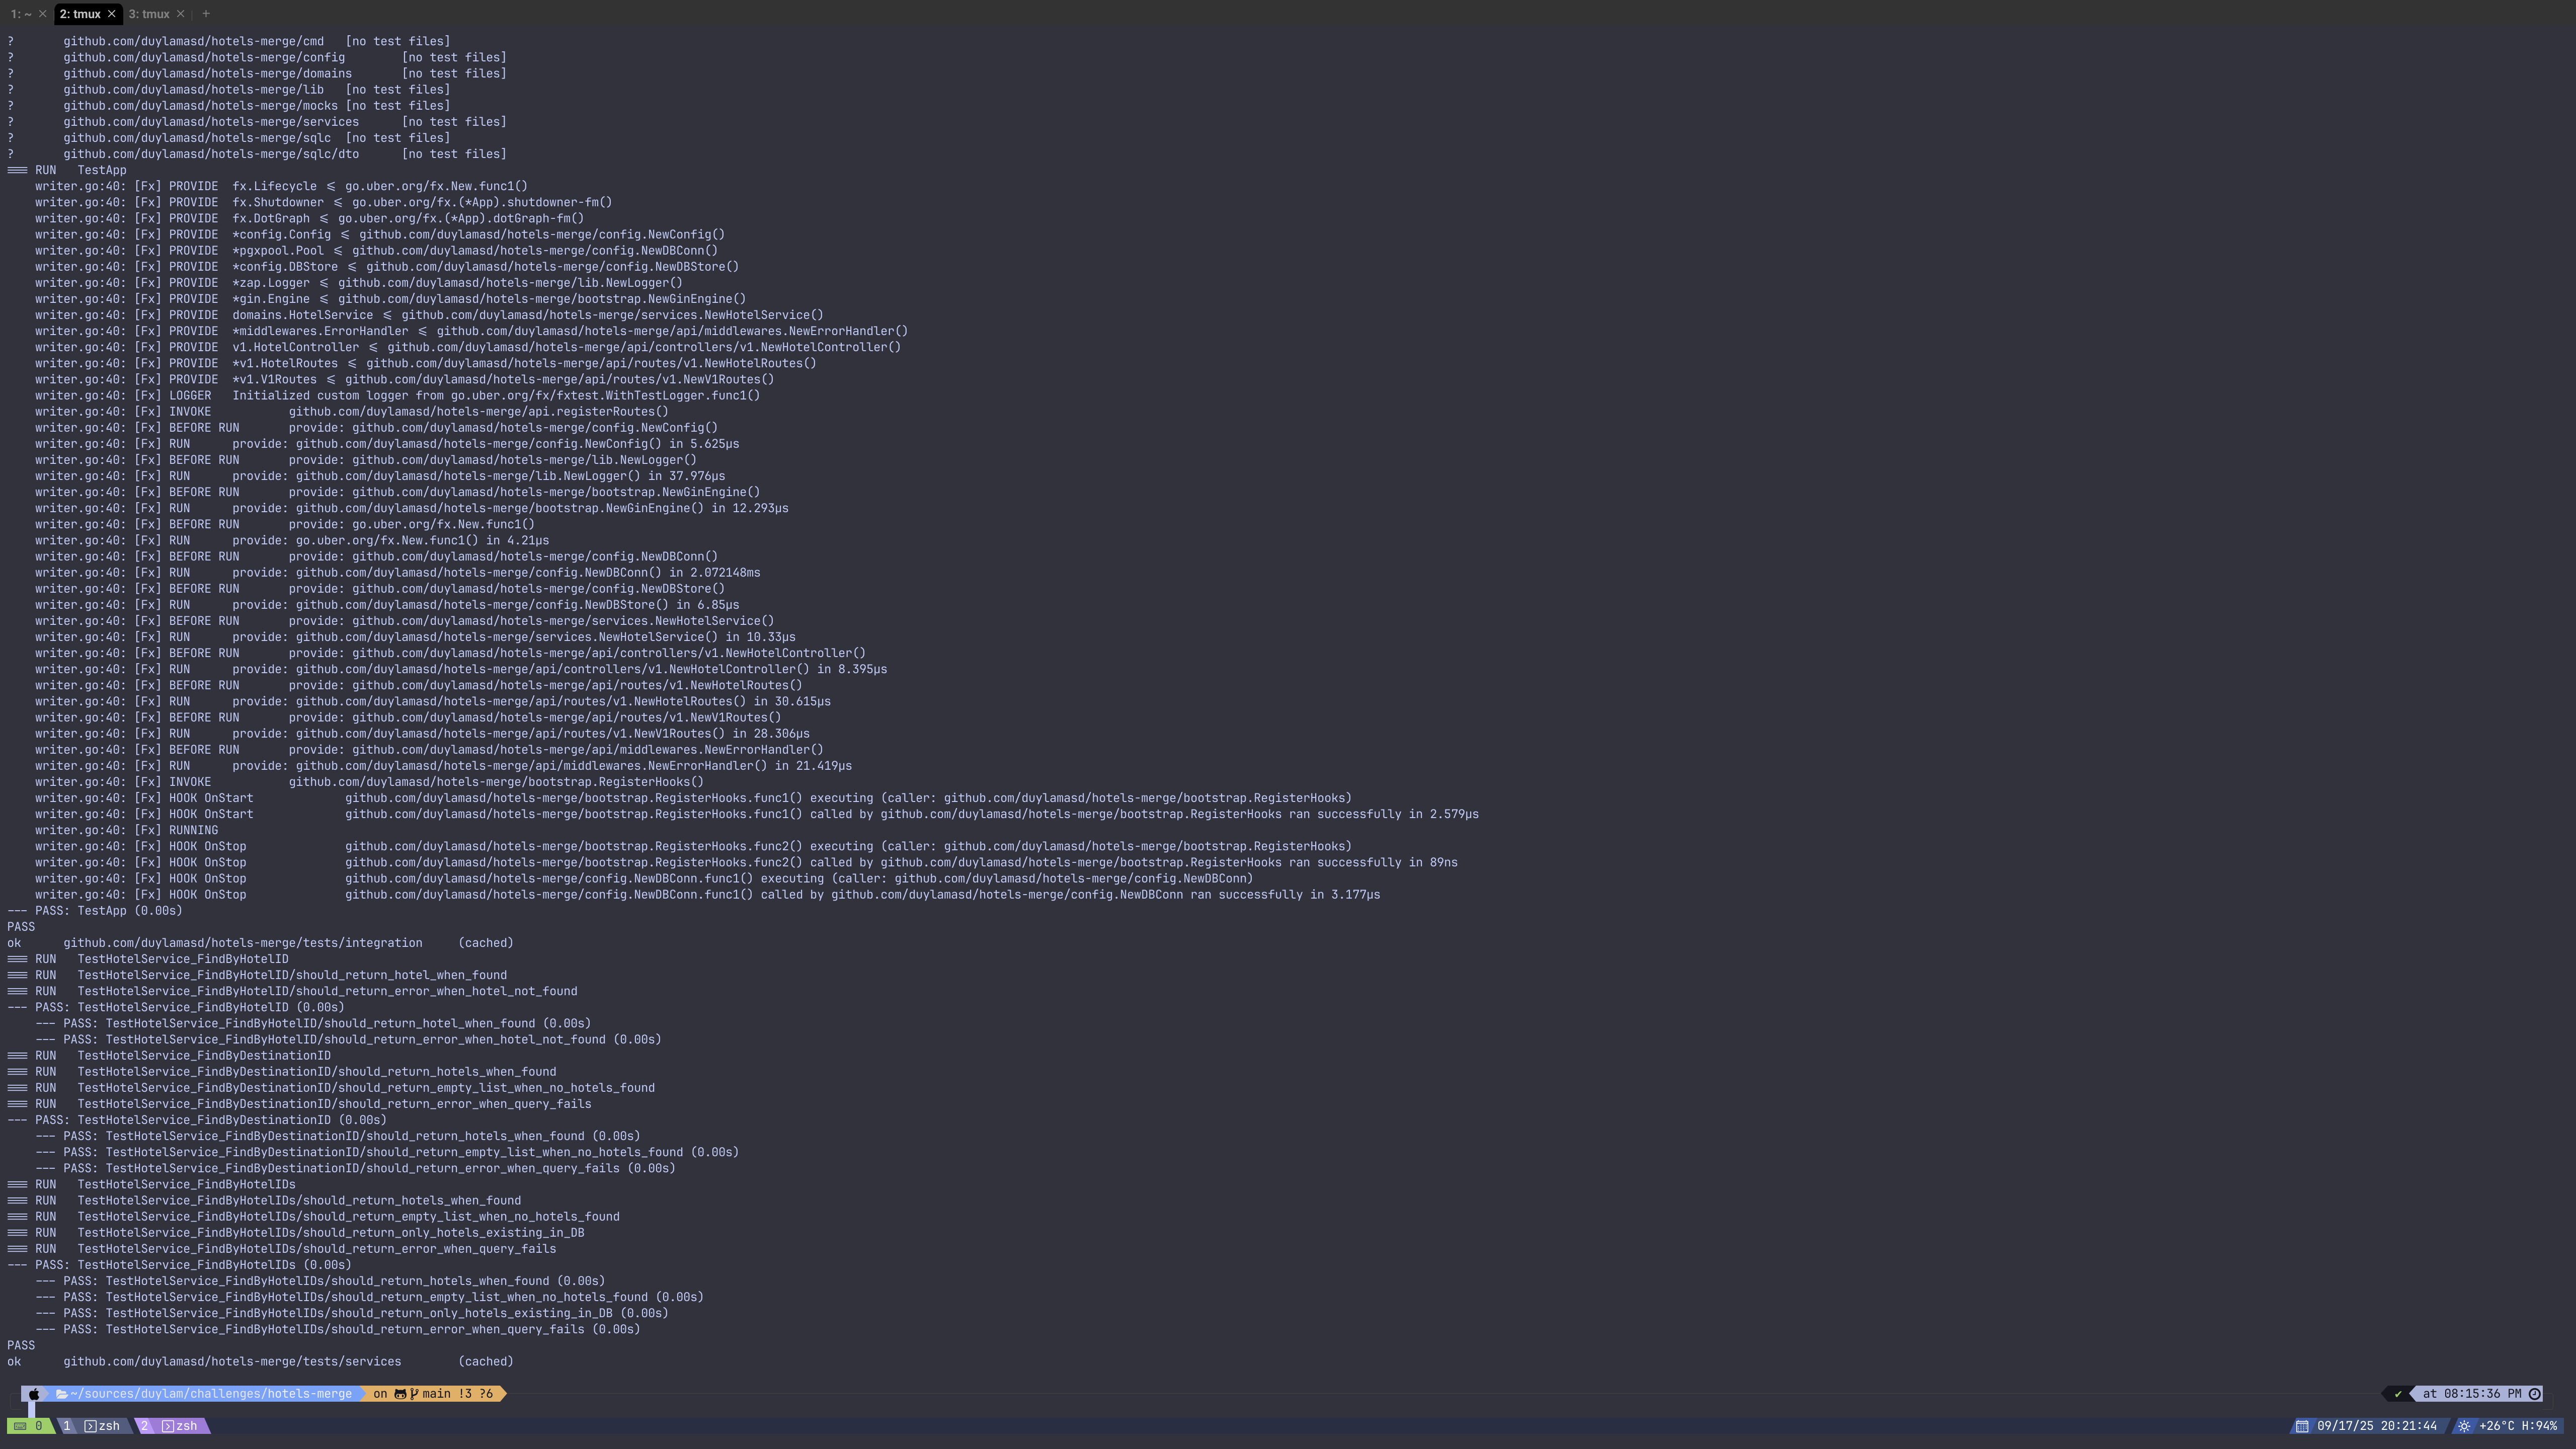 1: ~ × 2: tmux × 3: tmux × +
? github.com/duylamasd/hotels-merge/cmd [no test files]
? github.com/duylamasd/hotels-merge/config [no test files]
? github.com/duylamasd/hotels-merge/domains [no test files]
? github.com/duylamasd/hotels-merge/lib [no test files]
? github.com/duylamasd/hotels-merge/mocks [no test files]
? github.com/duylamasd/hotels-merge/services [no test files]
? github.com/duylamasd/hotels-merge/sqlc [no test files]
? github.com/duylamasd/hotels-merge/sqlc/dto [no test files]
=== RUN TestApp
writer.go:40: [Fx] PROVIDE fx.Lifecycle <= go.uber.org/fx.New.func1()
writer.go:40: [Fx] PROVIDE fx.Shutdowner <= go.uber.org/fx.(*App).shutdowner-fm()
writer.go:40: [Fx] PROVIDE fx.DotGraph <= go.uber.org/fx.(*App).dotGraph-fm()
writer.go:40: [Fx] PROVIDE *config.Config <= github.com/duylamasd/hotels-merge/config.NewConfig()
writer.go:40: [Fx] PROVIDE *pgxpool.Pool <= github.com/duylamasd/hotels-merge/config.NewDBConn()
writer.go:40: [Fx] PROVIDE *config.DBStore <= github.com/duylamasd/hotels-merge/config.NewDBStore()
writer.go:40: [Fx] PROVIDE *zap.Logger <= github.com/duylamasd/hotels-merge/lib.NewLogger()
writer.go:40: [Fx] PROVIDE *gin.Engine <= github.com/duylamasd/hotels-merge/bootstrap.NewGinEngine()
writer.go:40: [Fx] PROVIDE domains.HotelService <= github.com/duylamasd/hotels-merge/services.NewHotelService()
writer.go:40: [Fx] PROVIDE *middlewares.ErrorHandler <= github.com/duylamasd/hotels-merge/api/middlewares.NewErrorHandler()
writer.go:40: [Fx] PROVIDE v1.HotelController <= github.com/duylamasd/hotels-merge/api/controllers/v1.NewHotelController()
writer.go:40: [Fx] PROVIDE *v1.HotelRoutes <= github.com/duylamasd/hotels-merge/api/routes/v1.NewHotelRoutes()
writer.go:40: [Fx] PROVIDE *v1.V1Routes <= github.com/duylamasd/hotels-merge/api/routes/v1.NewV1Routes()
writer.go:40: [Fx] LOGGER Initialized custom logger from go.uber.org/fx/fxtest.WithTestLogger.func1()
writer.go:40: [Fx] INVOKE github.com/duylamasd/hotels-merge/api.registerRoutes()
writer.go:40: [Fx] BEFORE RUN provide: github.com/duylamasd/hotels-merge/config.NewConfig()
writer.go:40: [Fx] RUN provide: github.com/duylamasd/hotels-merge/config.NewConfig() in 5.625µs
writer.go:40: [Fx] BEFORE RUN provide: github.com/duylamasd/hotels-merge/lib.NewLogger()
writer.go:40: [Fx] RUN provide: github.com/duylamasd/hotels-merge/lib.NewLogger() in 37.976µs
writer.go:40: [Fx] BEFORE RUN provide: github.com/duylamasd/hotels-merge/bootstrap.NewGinEngine()
writer.go:40: [Fx] RUN provide: github.com/duylamasd/hotels-merge/bootstrap.NewGinEngine() in 12.293µs
writer.go:40: [Fx] BEFORE RUN provide: go.uber.org/fx.New.func1()
writer.go:40: [Fx] RUN provide: go.uber.org/fx.New.func1() in 4.21µs
writer.go:40: [Fx] BEFORE RUN provide: github.com/duylamasd/hotels-merge/config.NewDBConn()
writer.go:40: [Fx] RUN provide: github.com/duylamasd/hotels-merge/config.NewDBConn() in 2.072148ms
writer.go:40: [Fx] BEFORE RUN provide: github.com/duylamasd/hotels-merge/config.NewDBStore()
writer.go:40: [Fx] RUN provide: github.com/duylamasd/hotels-merge/config.NewDBStore() in 6.85µs
writer.go:40: [Fx] BEFORE RUN provide: github.com/duylamasd/hotels-merge/services.NewHotelService()
writer.go:40: [Fx] RUN provide: github.com/duylamasd/hotels-merge/services.NewHotelService() in 10.33µs
writer.go:40: [Fx] BEFORE RUN provide: github.com/duylamasd/hotels-merge/api/controllers/v1.NewHotelController()
writer.go:40: [Fx] RUN provide: github.com/duylamasd/hotels-merge/api/controllers/v1.NewHotelController() in 8.395µs
writer.go:40: [Fx] BEFORE RUN provide: github.com/duylamasd/hotels-merge/api/routes/v1.NewHotelRoutes()
writer.go:40: [Fx] RUN provide: github.com/duylamasd/hotels-merge/api/routes/v1.NewHotelRoutes() in 30.615µs
writer.go:40: [Fx] BEFORE RUN provide: github.com/duylamasd/hotels-merge/api/routes/v1.NewV1Routes()
writer.go:40: [Fx] RUN provide: github.com/duylamasd/hotels-merge/api/routes/v1.NewV1Routes() in 28.306µs
writer.go:40: [Fx] BEFORE RUN provide: github.com/duylamasd/hotels-merge/api/middlewares.NewErrorHandler()
writer.go:40: [Fx] RUN provide: github.com/duylamasd/hotels-merge/api/middlewares.NewErrorHandler() in 21.419µs
writer.go:40: [Fx] INVOKE github.com/duylamasd/hotels-merge/bootstrap.RegisterHooks()
writer.go:40: [Fx] HOOK OnStart github.com/duylamasd/hotels-merge/bootstrap.RegisterHooks.func1() executing (caller: github.com/duylamasd/hotels-merge/bootstrap.RegisterHooks)
writer.go:40: [Fx] HOOK OnStart github.com/duylamasd/hotels-merge/bootstrap.RegisterHooks.func1() called by github.com/duylamasd/hotels-merge/bootstrap.RegisterHooks ran successfully in 2.579µs
writer.go:40: [Fx] RUNNING
writer.go:40: [Fx] HOOK OnStop github.com/duylamasd/hotels-merge/bootstrap.RegisterHooks.func2() executing (caller: github.com/duylamasd/hotels-merge/bootstrap.RegisterHooks)
writer.go:40: [Fx] HOOK OnStop github.com/duylamasd/hotels-merge/bootstrap.RegisterHooks.func2() called by github.com/duylamasd/hotels-merge/bootstrap.RegisterHooks ran successfully in 89ns
writer.go:40: [Fx] HOOK OnStop github.com/duylamasd/hotels-merge/config.NewDBConn.func1() executing (caller: github.com/duylamasd/hotels-merge/config.NewDBConn)
writer.go:40: [Fx] HOOK OnStop github.com/duylamasd/hotels-merge/config.NewDBConn.func1() called by github.com/duylamasd/hotels-merge/config.NewDBConn ran successfully in 3.177µs
--- PASS: TestApp (0.00s)
PASS
ok github.com/duylamasd/hotels-merge/tests/integration (cached)
=== RUN TestHotelService_FindByHotelID
=== RUN TestHotelService_FindByHotelID/should_return_hotel_when_found
=== RUN TestHotelService_FindByHotelID/should_return_error_when_hotel_not_found
--- PASS: TestHotelService_FindByHotelID (0.00s)
--- PASS: TestHotelService_FindByHotelID/should_return_hotel_when_found (0.00s)
--- PASS: TestHotelService_FindByHotelID/should_return_error_when_hotel_not_found (0.00s)
=== RUN TestHotelService_FindByDestinationID
=== RUN TestHotelService_FindByDestinationID/should_return_hotels_when_found
=== RUN TestHotelService_FindByDestinationID/should_return_empty_list_when_no_hotels_found
=== RUN TestHotelService_FindByDestinationID/should_return_error_when_query_fails
--- PASS: TestHotelService_FindByDestinationID (0.00s)
--- PASS: TestHotelService_FindByDestinationID/should_return_hotels_when_found (0.00s)
--- PASS: TestHotelService_FindByDestinationID/should_return_empty_list_when_no_hotels_found (0.00s)
--- PASS: TestHotelService_FindByDestinationID/should_return_error_when_query_fails (0.00s)
=== RUN TestHotelService_FindByHotelIDs
=== RUN TestHotelService_FindByHotelIDs/should_return_hotels_when_found
=== RUN TestHotelService_FindByHotelIDs/should_return_empty_list_when_no_hotels_found
=== RUN TestHotelService_FindByHotelIDs/should_return_only_hotels_existing_in_DB
=== RUN TestHotelService_FindByHotelIDs/should_return_error_when_query_fails
--- PASS: TestHotelService_FindByHotelIDs (0.00s)
--- PASS: TestHotelService_FindByHotelIDs/should_return_hotels_when_found (0.00s)
--- PASS: TestHotelService_FindByHotelIDs/should_return_empty_list_when_no_hotels_found (0.00s)
--- PASS: TestHotelService_FindByHotelIDs/should_return_only_hotels_existing_in_DB (0.00s)
--- PASS: TestHotelService_FindByHotelIDs/should_return_error_when_query_fails (0.00s)
PASS
ok github.com/duylamasd/hotels-merge/tests/services (cached)
~/sources/duylam/challenges/hotels-merge on main !3 ?6 ✔ at 08:15:36 PM
0 1 zsh 2 zsh 09/17/25 20:21:44 +26°C H:94%